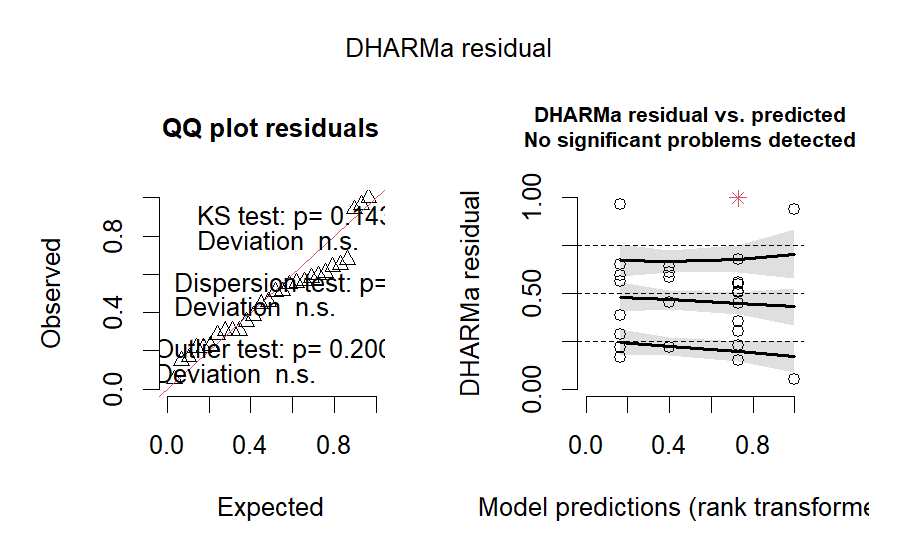 DHARMa residual
QQ plot residuals
KS test: p= 0.143
Deviation n.s.
Dispersion test: p=
Deviation n.s.
Outlier test: p= 0.200
Deviation n.s.
Observed
0.0
0.4
0.8
0.0
0.4
0.8
Expected
DHARMa residual vs. predicted
No significant problems detected
DHARMa residual
0.00
0.50
1.00
0.0
0.4
0.8
Model predictions (rank transforme